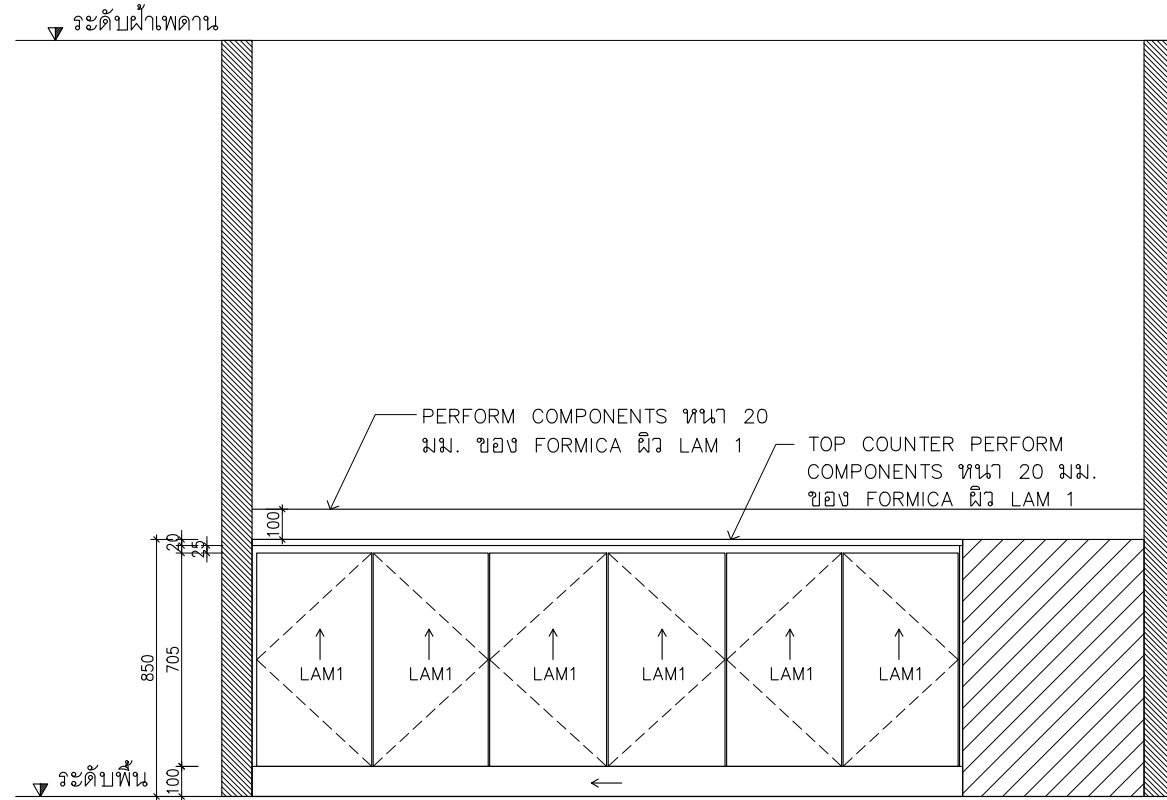 ระดับฝ้าเพดาน
PERFORM COMPONENTS หนา 20
มม. ของ FORMICA ผิว LAM 1
TOP COUNTER PERFORM
COMPONENTS หนา 20 มม.
ของ FORMICA ผิว LAM 1
100
20
25
850
705
100
LAM1
LAM1
LAM1
LAM1
LAM1
LAM1
ระดับพื้น